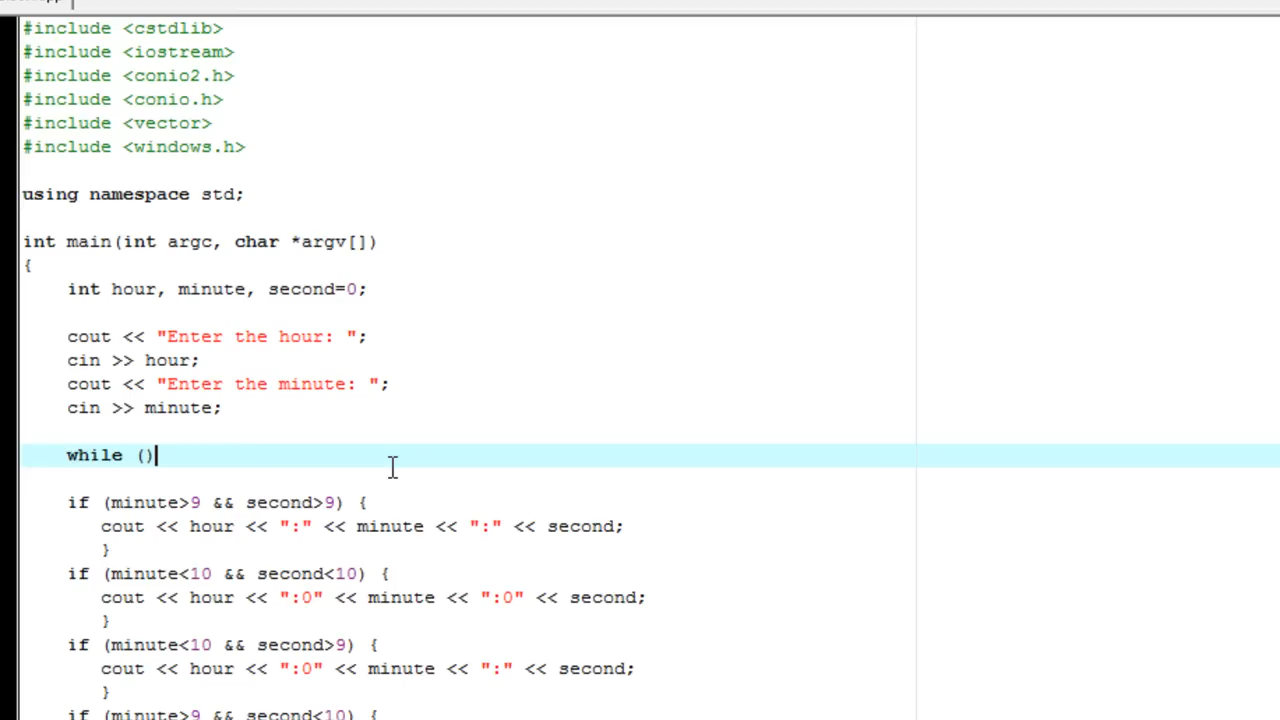 #include <cstdlib>
#include <iostream>
#include <conio2.h>
#include <conio.h>
#include <vector>
#include <windows.h>
using namespace std;
int main(int argc, char *argv[])
{
int hour, minute, second=0;
cout << "Enter the hour: ";
cin >> hour;
cout << "Enter the minute: ";
cin >> minute;
while ()
if (minute>9 && second>9) {
cout << hour << ":" << minute << ":" << second;
}
if (minute<10 && second<10) {
cout << hour << ":0" << minute << ":0" << second;
}
if (minute<10 && second>9) {
cout << hour << ":0" << minute << ":" << second;
}
if (minute>9 && second<10) {